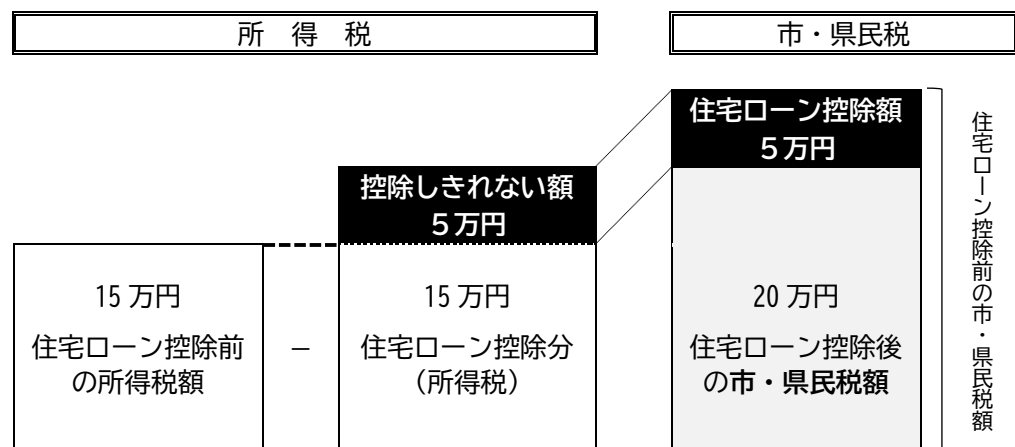 所 得 税
市・県民税
住宅ローン控除額
５万円
控除しきれない額
５万円
15 万円
住宅ローン控除前
の所得税額
－
15 万円
住宅ローン控除分
（所得税）
20 万円
住宅ローン控除後
の市・県民税額
住宅ローン控除前の市・県民税額